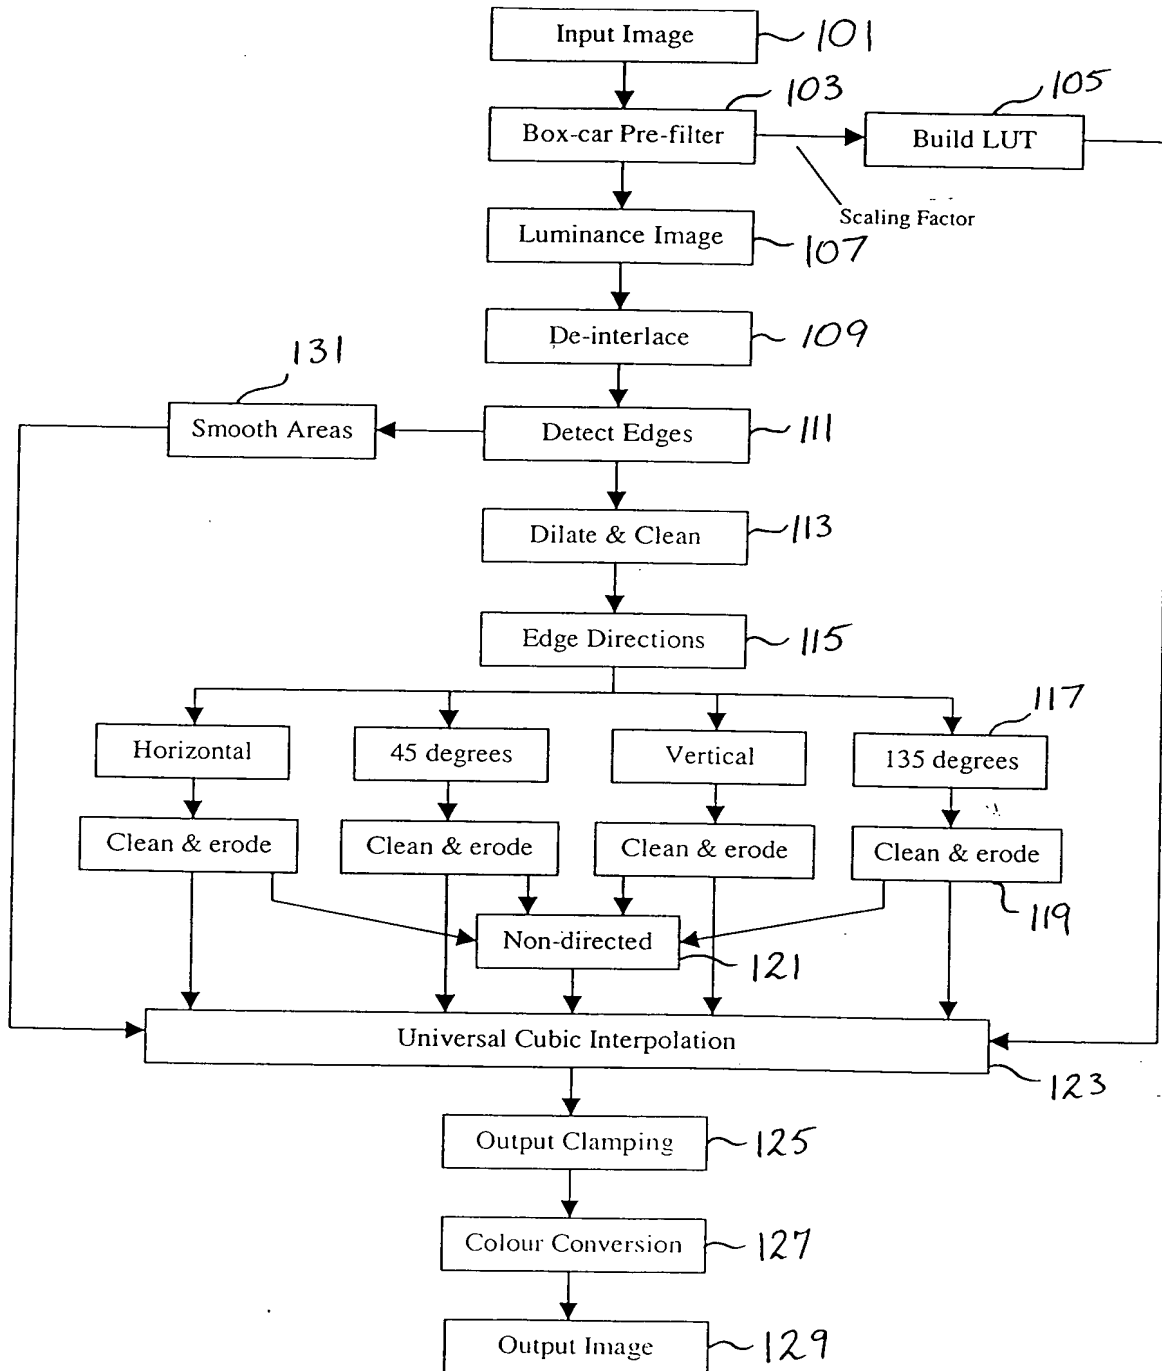 Input Image 101
103
105
Box-car Pre-filter
Build LUT
Scaling Factor
Luminance Image 107
De-interlace 109
131
Smooth Areas
Detect Edges 111
Dilate & Clean 113
Edge Directions 115
117
Horizontal
45 degrees
Vertical
135 degrees
Clean & erode
Clean & erode
Clean & erode
Clean & erode
119
Non-directed
121
Universal Cubic Interpolation
123
Output Clamping 125
Colour Conversion 127
Output Image 129